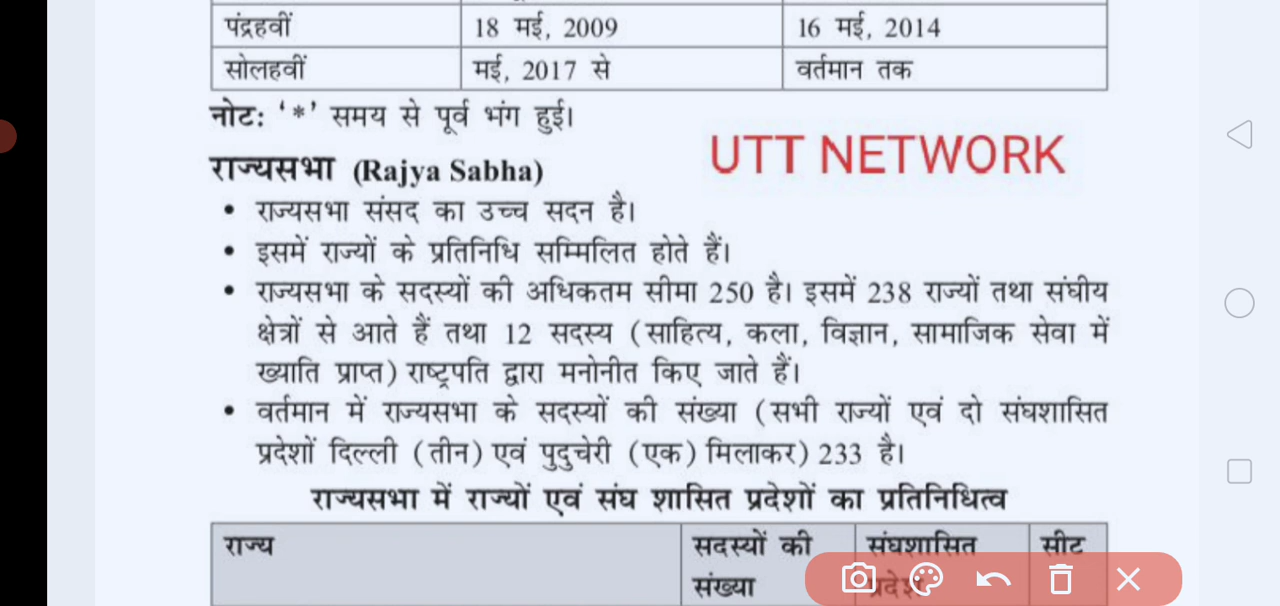 पंद्रहवीं 18 मई, 2009 16 मई, 2014
सोलहवीं मई, 2017 से वर्तमान तक
नोटः ‘*’ समय से पूर्व भंग हुई।
UTT NETWORK
राज्यसभा (Rajya Sabha)
• राज्यसभा संसद का उच्च सदन है।
• इसमें राज्यों के प्रतिनिधि सम्मिलित होते हैं।
• राज्यसभा के सदस्यों की अधिकतम सीमा 250 है। इसमें 238 राज्यों तथा संघीय
क्षेत्रों से आते हैं तथा 12 सदस्य (साहित्य, कला, विज्ञान, सामाजिक सेवा में
ख्याति प्राप्त) राष्ट्रपति द्वारा मनोनीत किए जाते हैं।
• वर्तमान में राज्यसभा के सदस्यों की संख्या (सभी राज्यों एवं दो संघशासित
प्रदेशों दिल्ली (तीन) एवं पुदुचेरी (एक) मिलाकर) 233 है।
राज्यसभा में राज्यों एवं संघ शासित प्रदेशों का प्रतिनिधित्व
राज्य सदस्यों की संघशासित सीट
संख्या प्रदेश